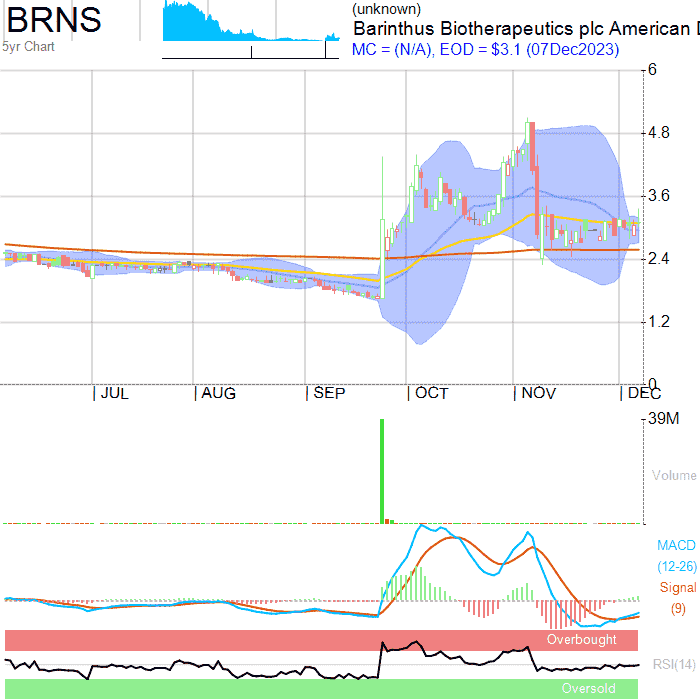 BRNS
(unknown)
Barinthus Biotherapeutics plc American
5yr Chart
MC = (N/A), EOD = $3.1 (07Dec2023)
6
4.8
3.6
2.4
1.2
0
JUL
AUG
SEP
OCT
NOV
DEC
39M
Volume
MACD
(12-26)
Signal
(9)
Overbought
RSI(14)
Oversold